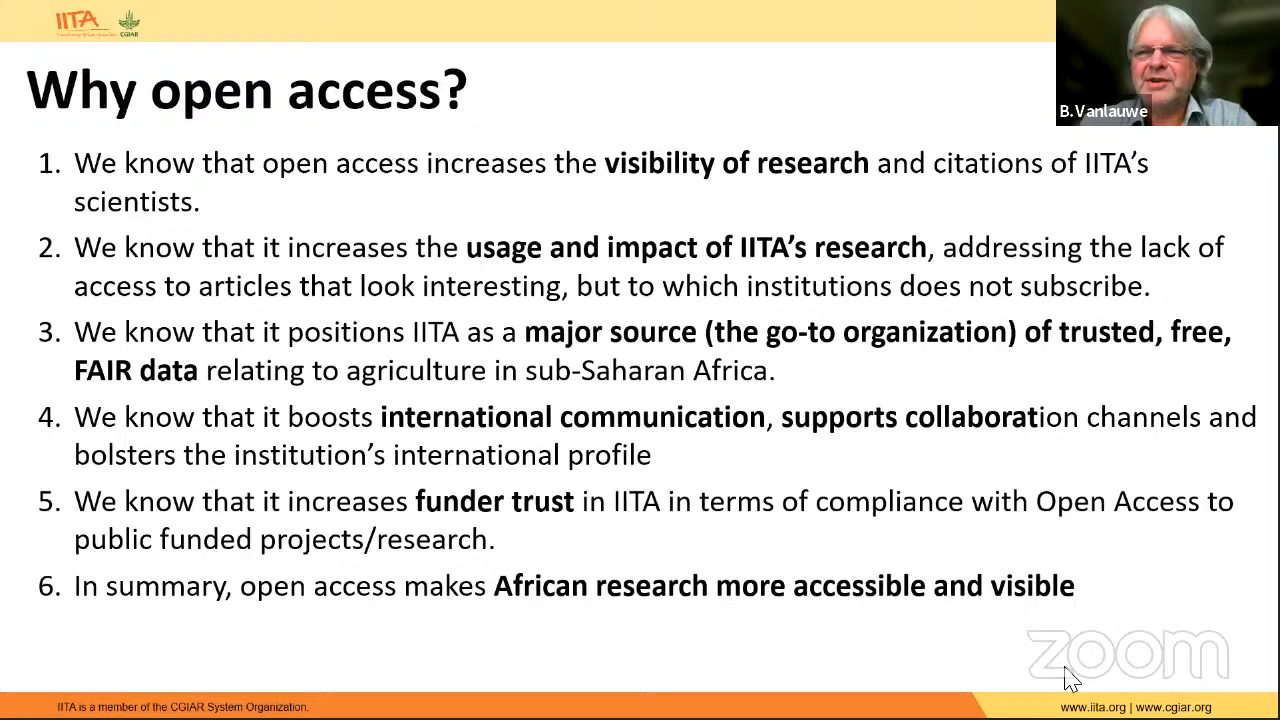 IITA
CGIAR
Why open access?
B.Vanlauwe
1. We know that open access increases the visibility of research and citations of IITA’s
scientists.
2. We know that it increases the usage and impact of IITA’s research, addressing the lack of
access to articles that look interesting, but to which institutions does not subscribe.
3. We know that it positions IITA as a major source (the go-to organization) of trusted, free,
FAIR data relating to agriculture in sub-Saharan Africa.
4. We know that it boosts international communication, supports collaboration channels and
bolsters the institution’s international profile
5. We know that it increases funder trust in IITA in terms of compliance with Open Access to
public funded projects/research.
6. In summary, open access makes African research more accessible and visible
zoom
IITA is a member of the CGIAR System Organization.
www.iita.org | www.cgiar.org